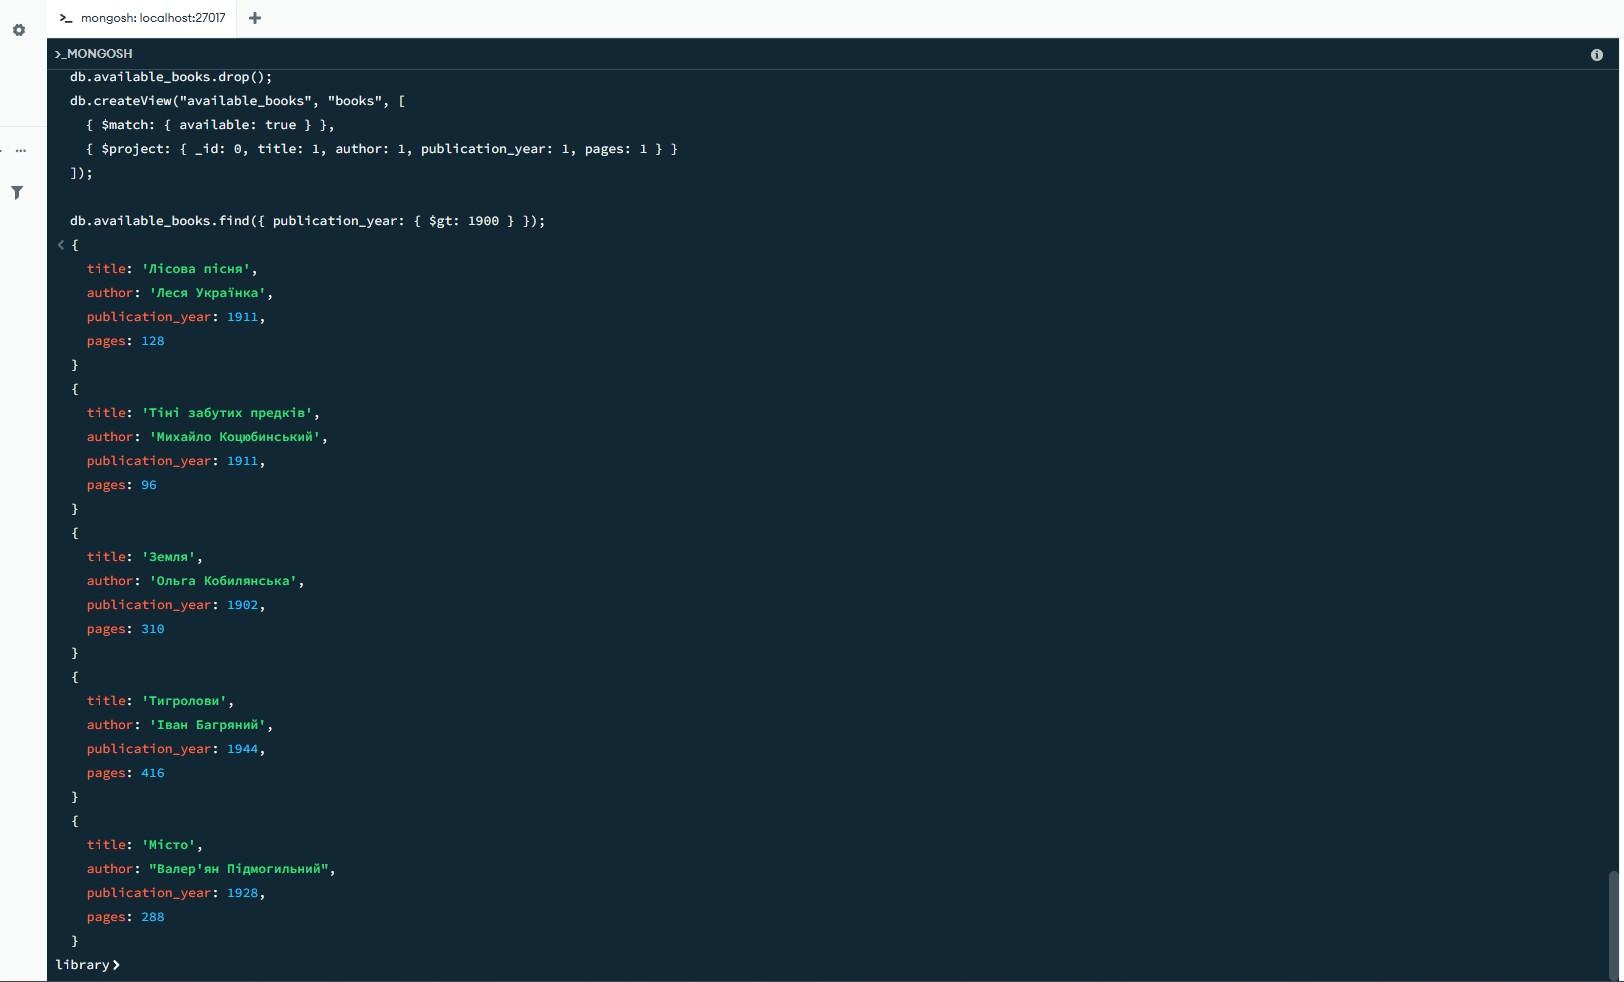 >_ mongosh: localhost:27017 +
>_MONGOSH
db.available_books.drop();
db.createView("available_books", "books", [
{ $match: { available: true } },
{ $project: { _id: 0, title: 1, author: 1, publication_year: 1, pages: 1 } }
]);
db.available_books.find({ publication_year: { $gt: 1900 } });
< {
title: 'Лісова пісня',
author: 'Леся Українка',
publication_year: 1911,
pages: 128
}
{
title: 'Тіні забутих предків',
author: 'Михайло Коцюбинський',
publication_year: 1911,
pages: 96
}
{
title: 'Земля',
author: 'Ольга Кобилянська',
publication_year: 1902,
pages: 310
}
{
title: 'Тигролови',
author: 'Іван Багряний',
publication_year: 1944,
pages: 416
}
{
title: 'Місто',
author: "Валер'ян Підмогильний",
publication_year: 1928,
pages: 288
}
library>